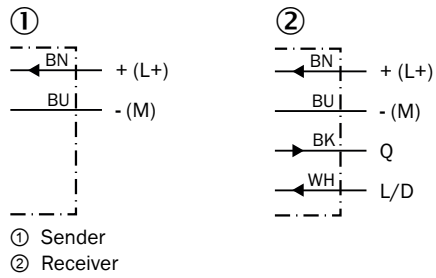 ① ②
BN + (L+)
BU - (M)
BN + (L+)
BU - (M)
BK Q
WH L/D
① Sender
② Receiver